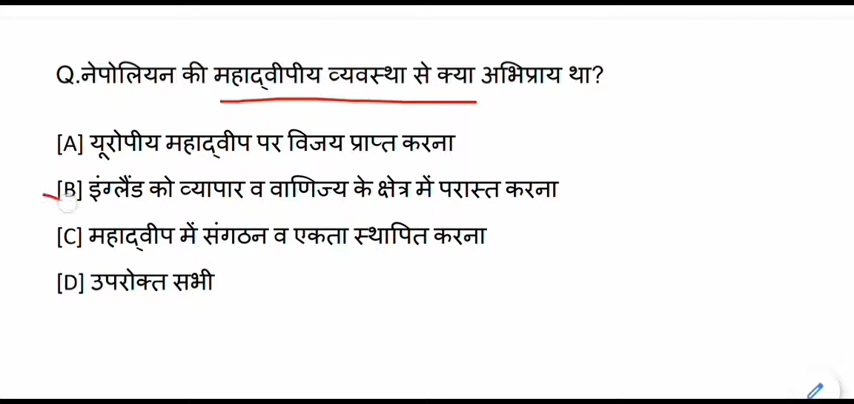 Q.नेपोलियन की महाद्वीपीय व्यवस्था से क्या अभिप्राय था?
[A] यूरोपीय महाद्वीप पर विजय प्राप्त करना
[B] इंग्लैंड को व्यापार व वाणिज्य के क्षेत्र में परास्त करना
[C] महाद्वीप में संगठन व एकता स्थापित करना
[D] उपरोक्त सभी